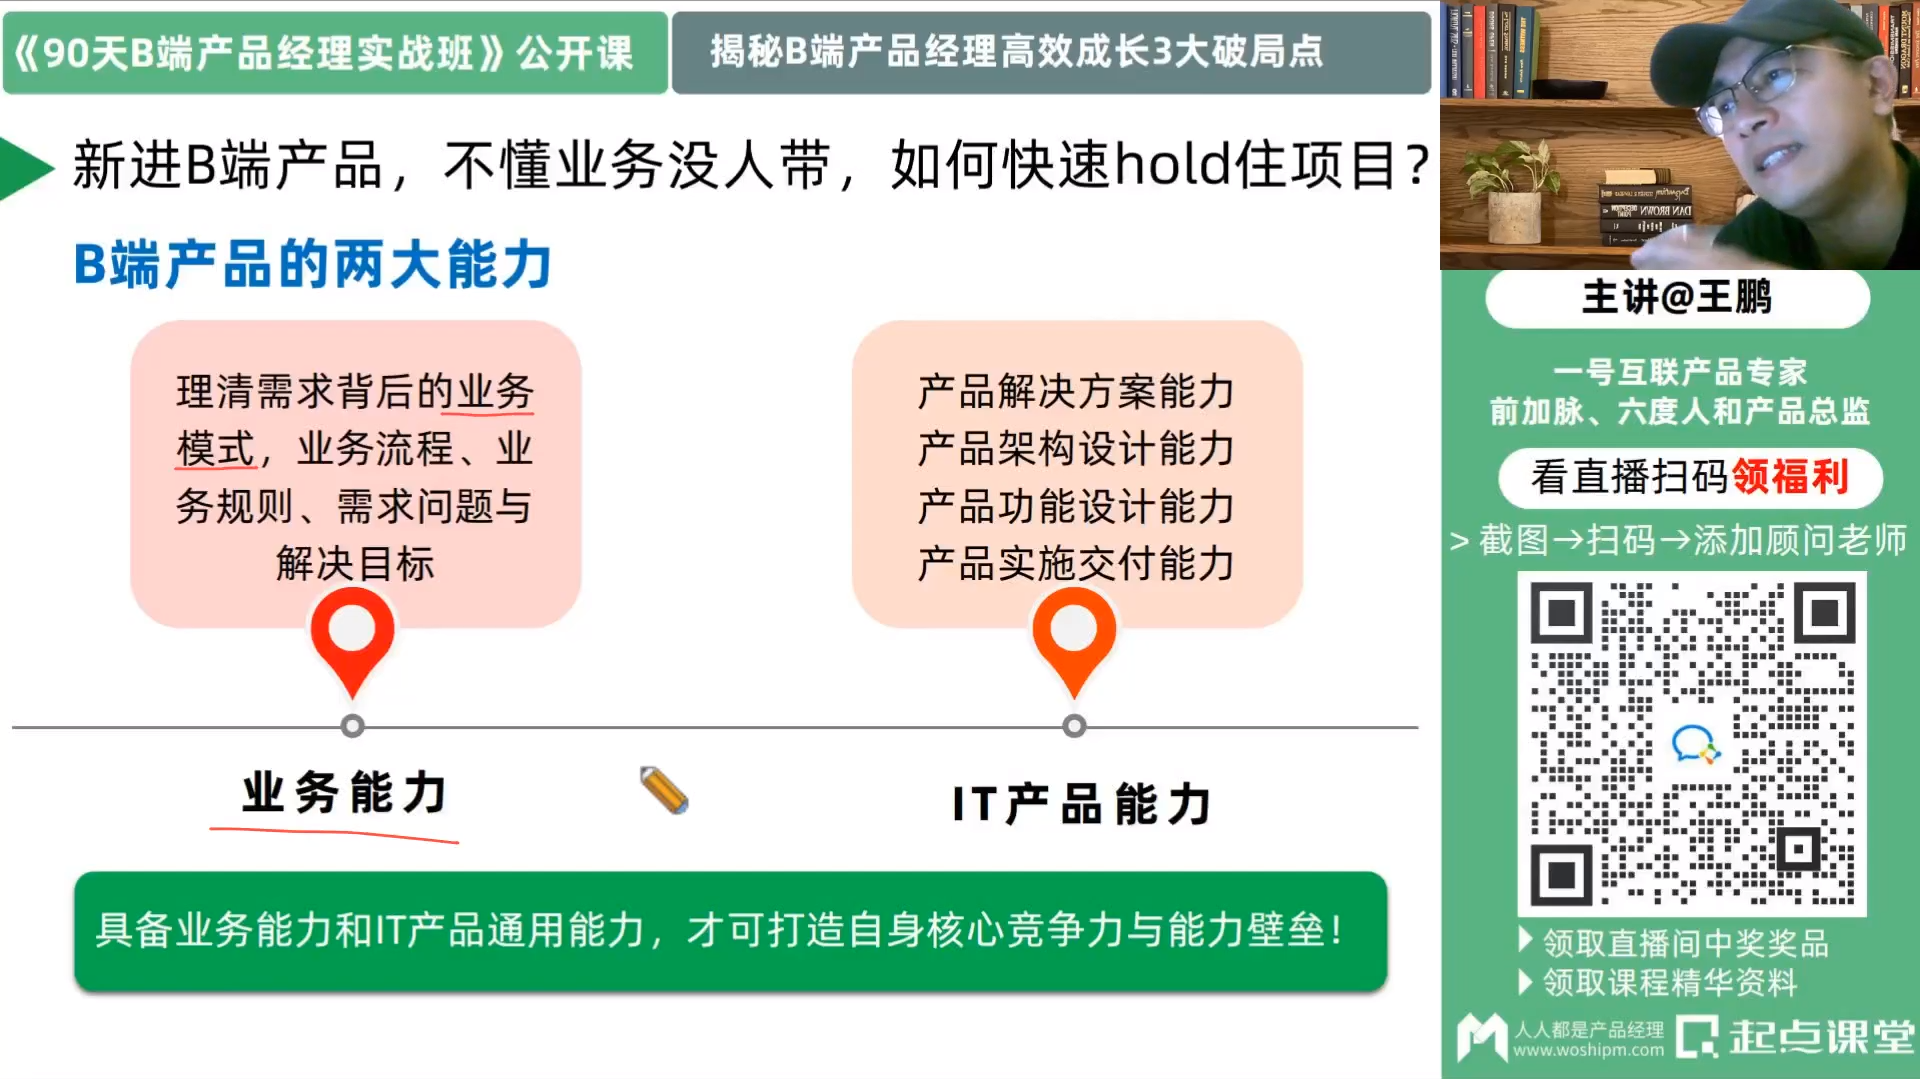 《90天B端产品经理实战班》公开课
揭秘B端产品经理高效成长3大破局点
新进B端产品，不懂业务没人带，如何快速hold住项目？
B端产品的两大能力
理清需求背后的业务
模式，业务流程、业
务规则、需求问题与
解决目标
产品解决方案能力
产品架构设计能力
产品功能设计能力
产品实施交付能力
业务能力
IT产品能力
具备业务能力和IT产品通用能力，才可打造自身核心竞争力与能力壁垒！
DAN BROWN
主讲@王鹏
一号互联产品专家
前加脉、六度人和产品总监
看直播扫码领福利
>截图→扫码→添加顾问老师
领取直播间中奖奖品
领取课程精华资料
人人都是产品经理
www.woshipm.com
起点课堂